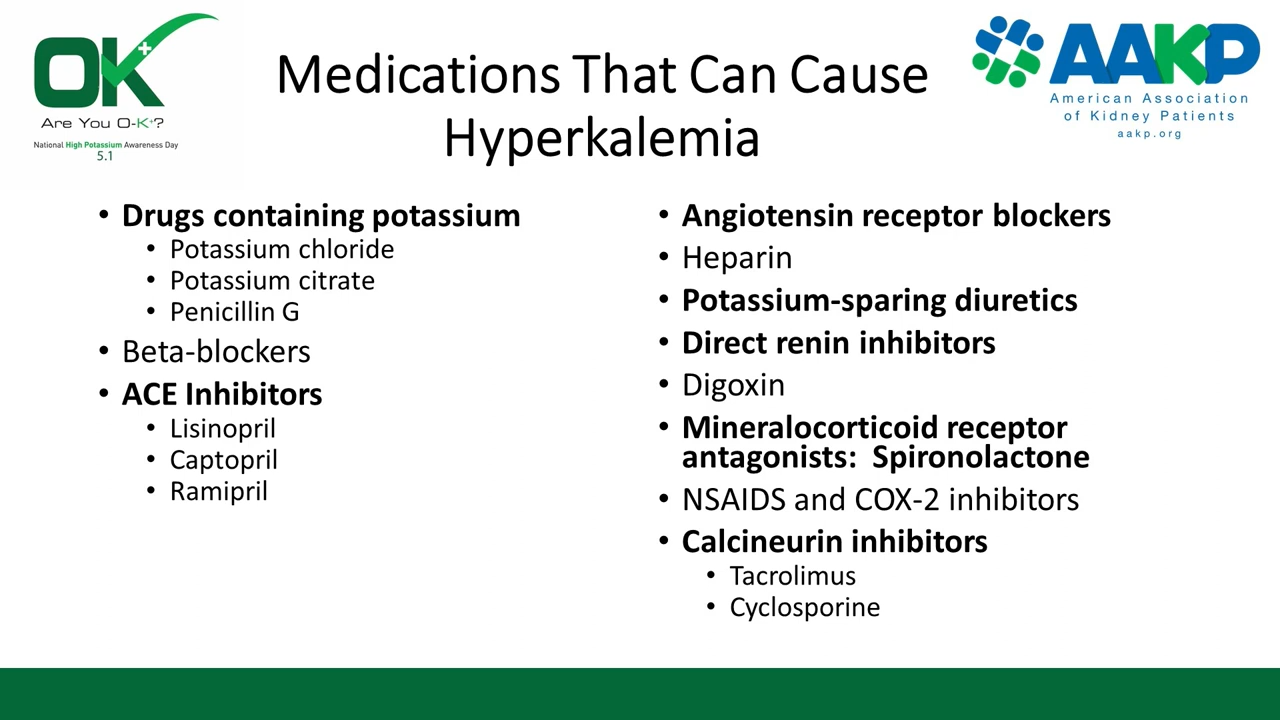 OK+
Are You O-K+?
National High Potassium Awareness Day
5.1
Medications That Can Cause
Hyperkalemia
AAKP
American Association
of Kidney Patients
aakp.org
• Drugs containing potassium
• Potassium chloride
• Potassium citrate
• Penicillin G
• Beta-blockers
• ACE Inhibitors
• Lisinopril
• Captopril
• Ramipril
• Angiotensin receptor blockers
• Heparin
• Potassium-sparing diuretics
• Direct renin inhibitors
• Digoxin
• Mineralocorticoid receptor
antagonists: Spironolactone
• NSAIDS and COX-2 inhibitors
• Calcineurin inhibitors
• Tacrolimus
• Cyclosporine